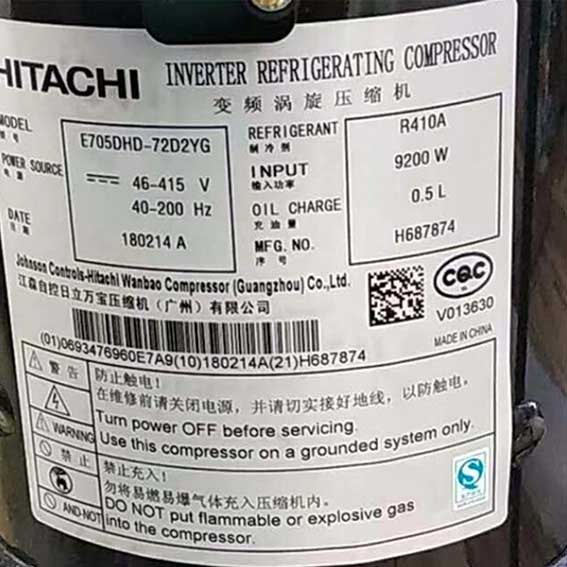 HITACHI INVERTER REFRIGERATING COMPRESSOR
变频涡旋压缩机
MODEL
型号
E705DHD-72D2YG
POWER SOURCE
电源
46-415 V
40-200 Hz
DATE
日期
180214 A
REFRIGERANT R410A
制冷剂
INPUT 9200 W
输入功率
OIL CHARGE 0.5 L
充油量
MFG. NO. H687874
序号
Johnson Controls-Hitachi Wanbao Compressor (Guangzhou) Co.,Ltd.
江森自控日立万宝压缩机（广州）有限公司
CQC
V013630
MADE IN CHINA
(01)0693476960E7A9(10)180214A(21)H687874
警告 防止触电！
在维修前请关闭电源，并请切实接好地线，以防触电。
Turn power OFF before servicing.
WARNING Use this compressor on a grounded system only.
禁止 禁止充入！
勿将易燃易爆气体充入压缩机内。
DO NOT put flammable or explosive gas
AND-NOT into the compressor.